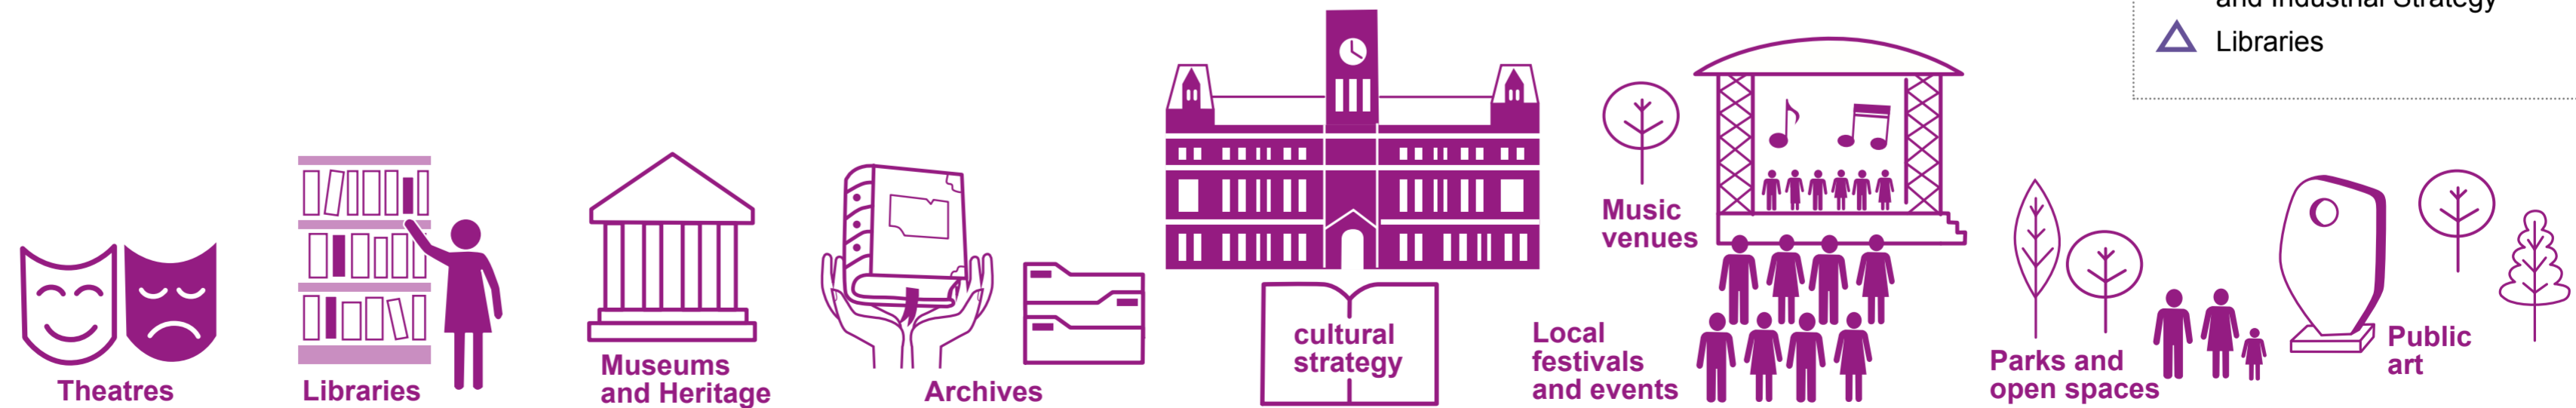 and Industrial Strategy
Libraries
Theatres
Libraries
Museums
and Heritage
Archives
cultural
strategy
Local
festivals
and events
Music
venues
Parks and
open spaces
Public
art